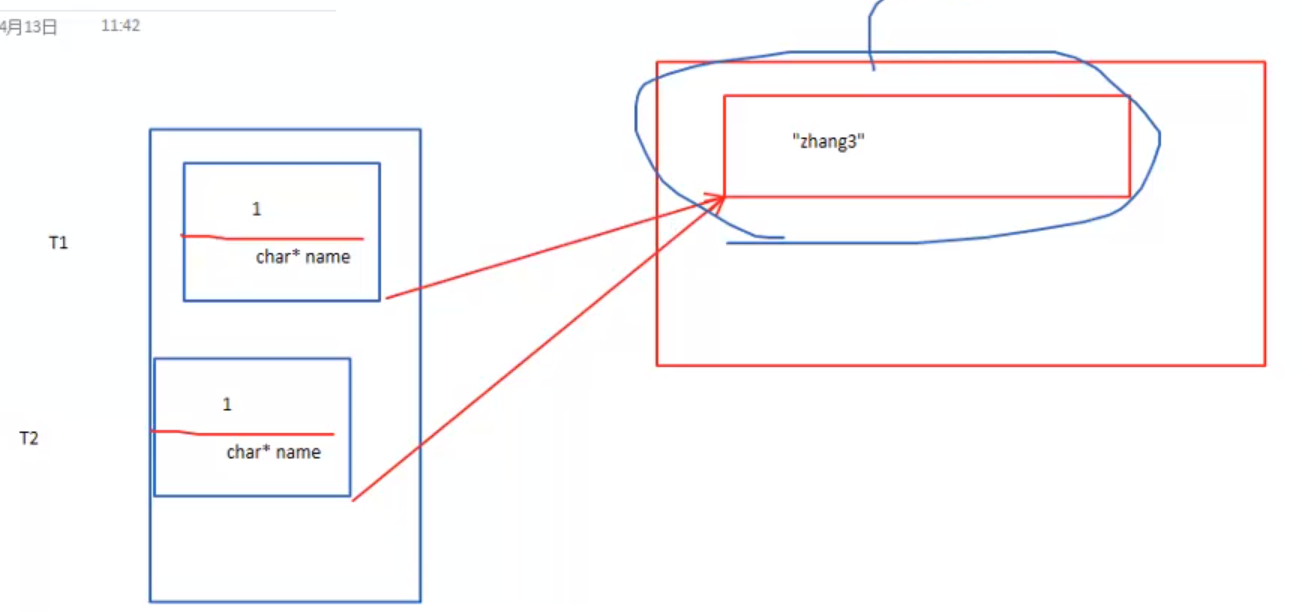 4月13日 11:42
"zhang3"
1
T1
char* name
1
T2
char* name